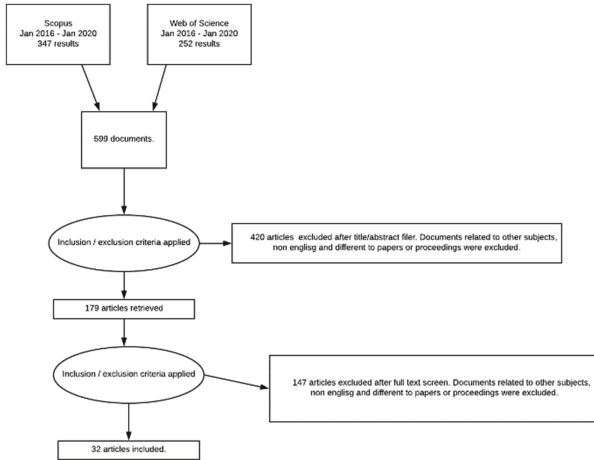 Scopus
Jan 2016 - Jan 2020
347 results
Web of Science
Jan 2016 - Jan 2020
252 results
599 documents.
Inclusion / exclusion criteria applied
420 articles excluded after title/abstract filer. Documents related to other subjects,
non englisg and different to papers or proceedings were excluded.
179 articles retrieved
Inclusion / exclusion criteria applied
147 articles excluded after full text screen. Documents related to other subjects,
non englisg and different to papers or proceedings were excluded.
32 articles included.